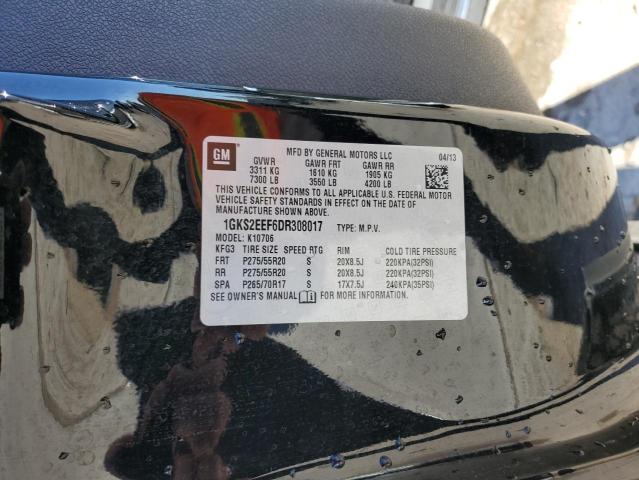 GM
MFD BY GENERAL MOTORS LLC 04/13
GVWR GAWR FRT GAWR RR
3311 KG 1610 KG 1905 KG
7300 LB 3550 LB 4200 LB
THIS VEHICLE CONFORMS TO ALL APPLICABLE U.S. FEDERAL MOTOR
VEHICLE SAFETY STANDARDS IN EFFECT ON THE DATE OF
MANUFACTURE SHOWN ABOVE.
1GKS2EEF6DR308017 TYPE: M.P.V.
MODEL: K10706
KFG3 TIRE SIZE SPEED RTG RIM COLD TIRE PRESSURE
FRT P275/55R20 S 20X8.5J 220KPA(32PSI)
RR P275/55R20 S 20X8.5J 220KPA(32PSI)
SPA P265/70R17 S 17X7.5J 240KPA(35PSI)
SEE OWNER'S MANUAL FOR MORE INFORMATION.